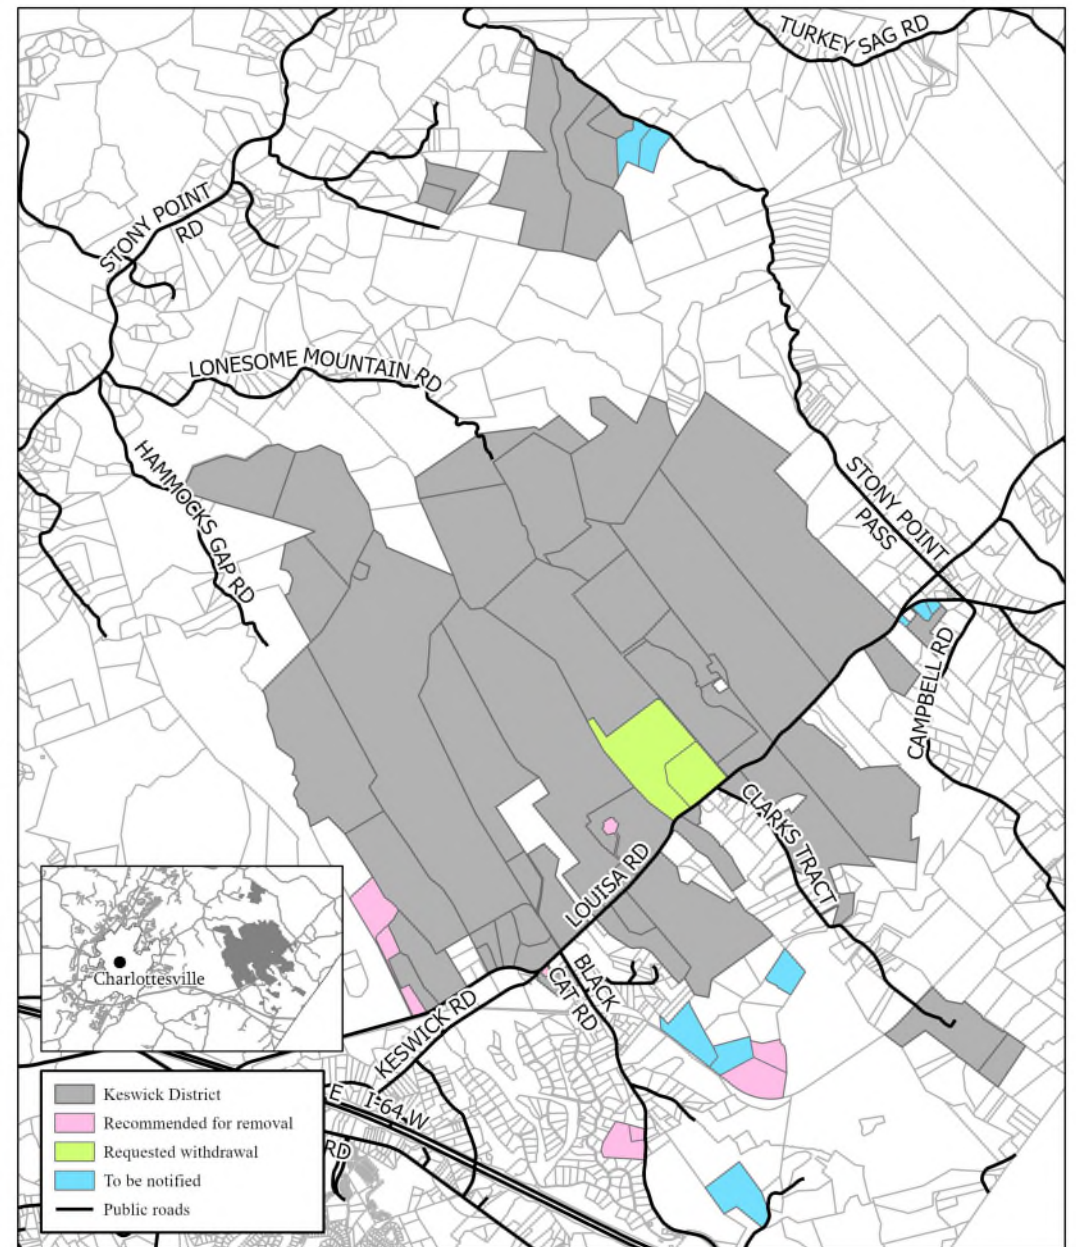 TURKEY SAG RD
STONY POINT
RD
LONESOME MOUNTAIN RD
HAMMOCKS GAP RD
STONY POINT
PASS
CAMPBELL RD
CLARKS TRACT
LOUISA RD
BLACK
CAT RD
KESWICK RD
Charlottesville
E I-64 W
RD
Keswick District
Recommended for removal
Requested withdrawal
To be notified
Public roads